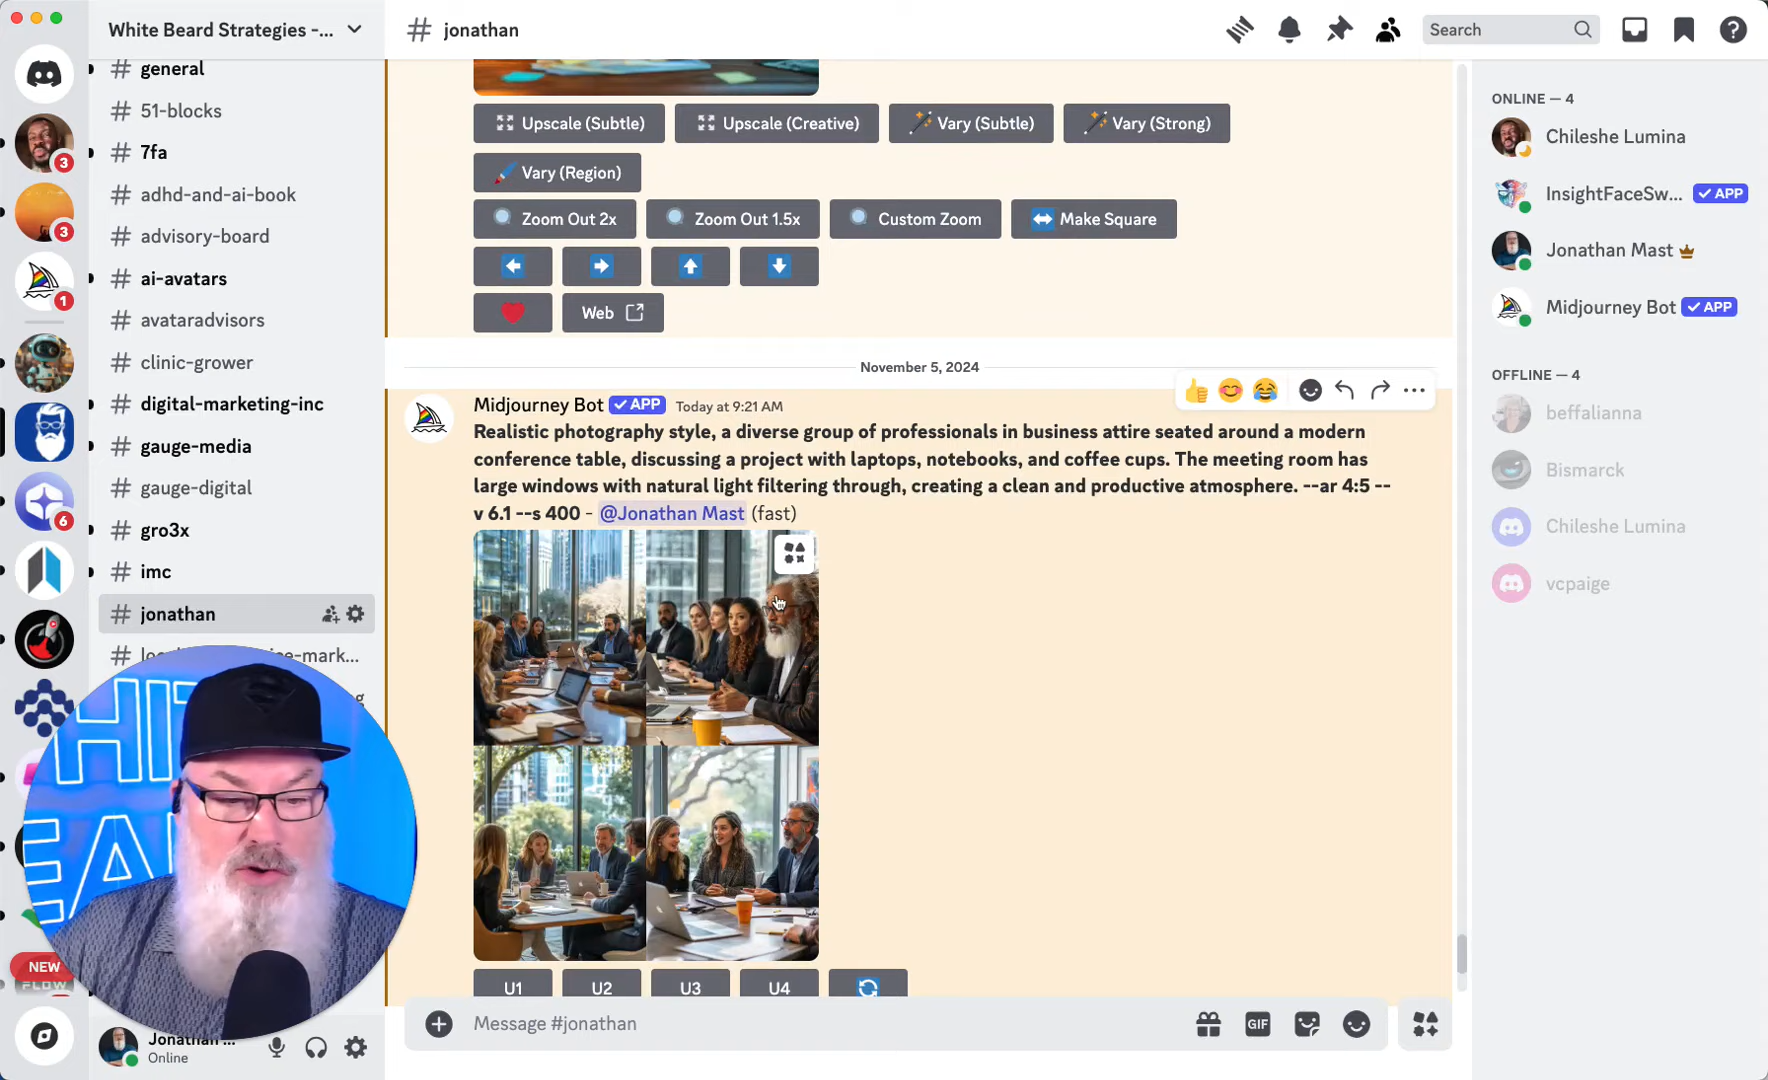 White Beard Strategies -...
jonathan
Search
general
51-blocks
7fa
adhd-and-ai-book
advisory-board
ai-avatars
avataradvisors
clinic-grower
digital-marketing-inc
gauge-media
gauge-digital
gro3x
imc
jonathan
3
3
1
6
NEW
FLOW
Jonathan ...
Online
Upscale (Subtle)
Upscale (Creative)
Vary (Subtle)
Vary (Strong)
Vary (Region)
Zoom Out 2x
Zoom Out 1.5x
Custom Zoom
Make Square
Web
November 5, 2024
Midjourney Bot ✓ APP Today at 9:21 AM
Realistic photography style, a diverse group of professionals in business attire seated around a modern
conference table, discussing a project with laptops, notebooks, and coffee cups. The meeting room has
large windows with natural light filtering through, creating a clean and productive atmosphere. --ar 4:5 --
v 6.1 --s 400 - @Jonathan Mast (fast)
U1
U2
U3
U4
Message #jonathan
GIF
ONLINE — 4
Chileshe Lumina
InsightFaceSw... ✓ APP
Jonathan Mast
Midjourney Bot ✓ APP
OFFLINE — 4
beffalianna
Bismarck
Chileshe Lumina
vcpaige